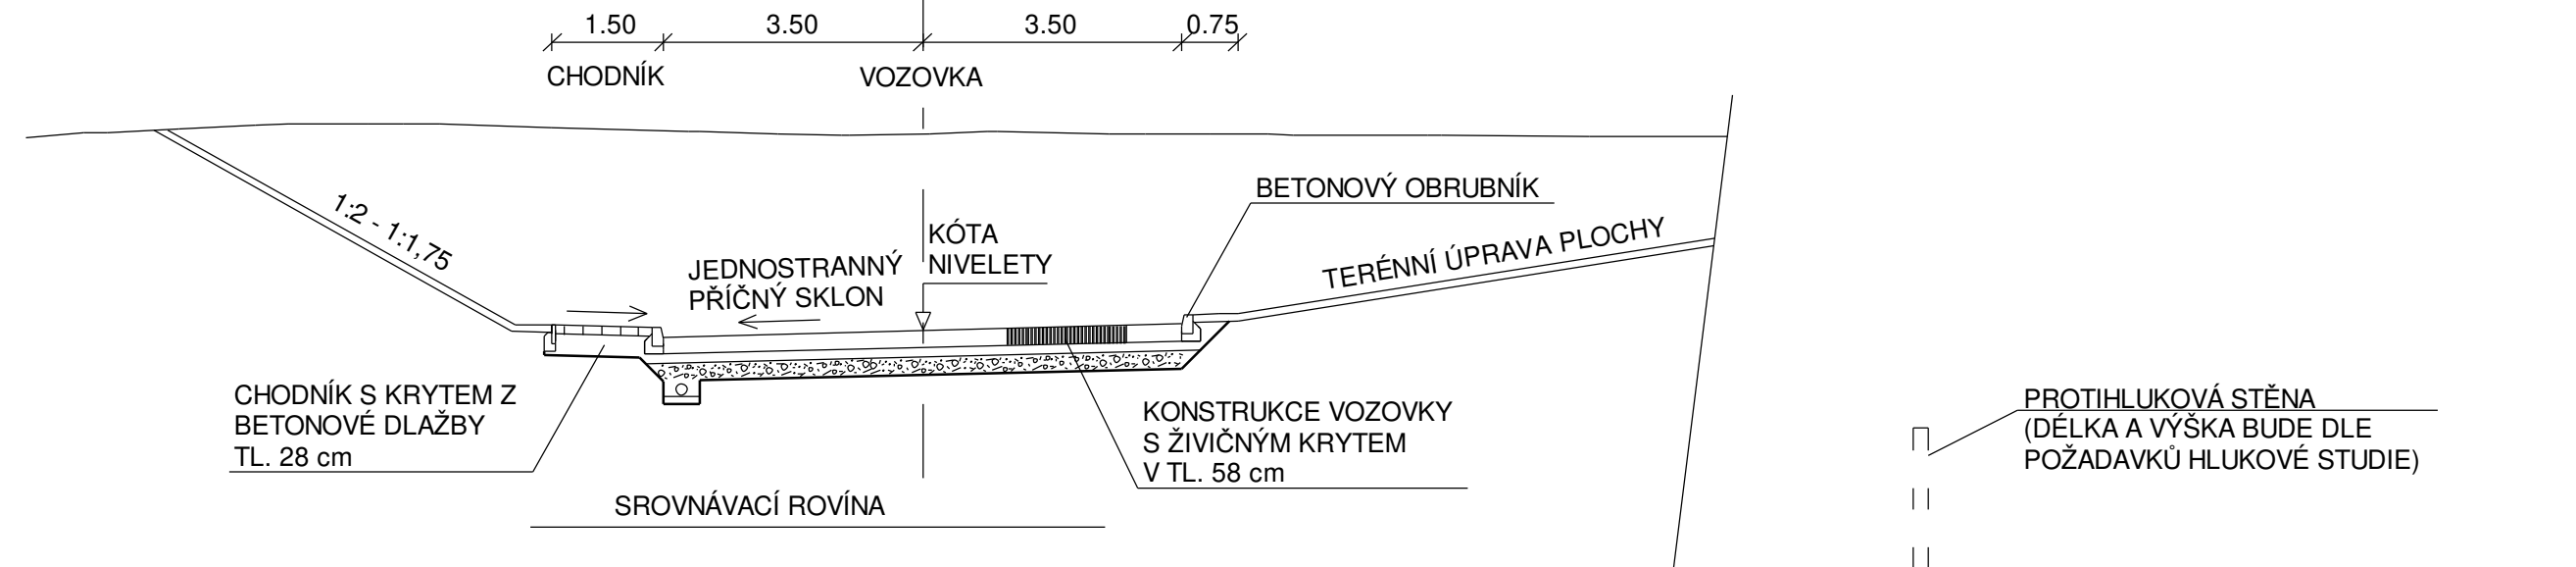 1.50 3.50 3.50 0.75
CHODNÍK VOZOVKA
BETONOVÝ OBRUBNÍK
1:2 - 1:1,75
KÓTA
NIVELETY
JEDNOSTRANNÝ
PŘÍČNÝ SKLON
TERÉNNÍ ÚPRAVA PLOCHY
CHODNÍK S KRYTEM Z
BETONOVÉ DLAŽBY
TL. 28 cm
KONSTRUKCE VOZOVKY
S ŽIVIČNÝM KRYTEM
V TL. 58 cm
PROTIHLUKOVÁ STĚNA
(DÉLKA A VÝŠKA BUDE DLE
POŽADAVKŮ HLUKOVÉ STUDIE)
SROVNÁVACÍ ROVÍNA